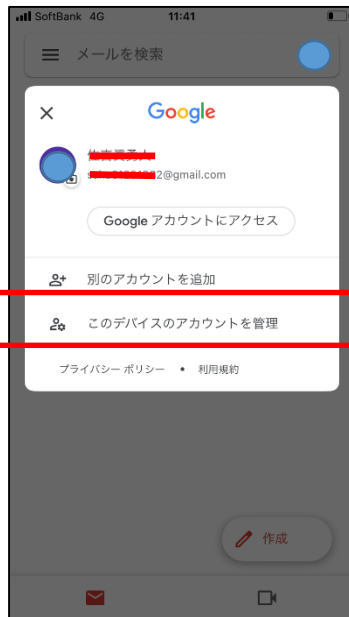 SoftBank 4G 11:41
メールを検索
Google
2@gmail.com
Google アカウントにアクセス
別のアカウントを追加
このデバイスのアカウントを管理
プライバシー ポリシー • 利用規約
作成